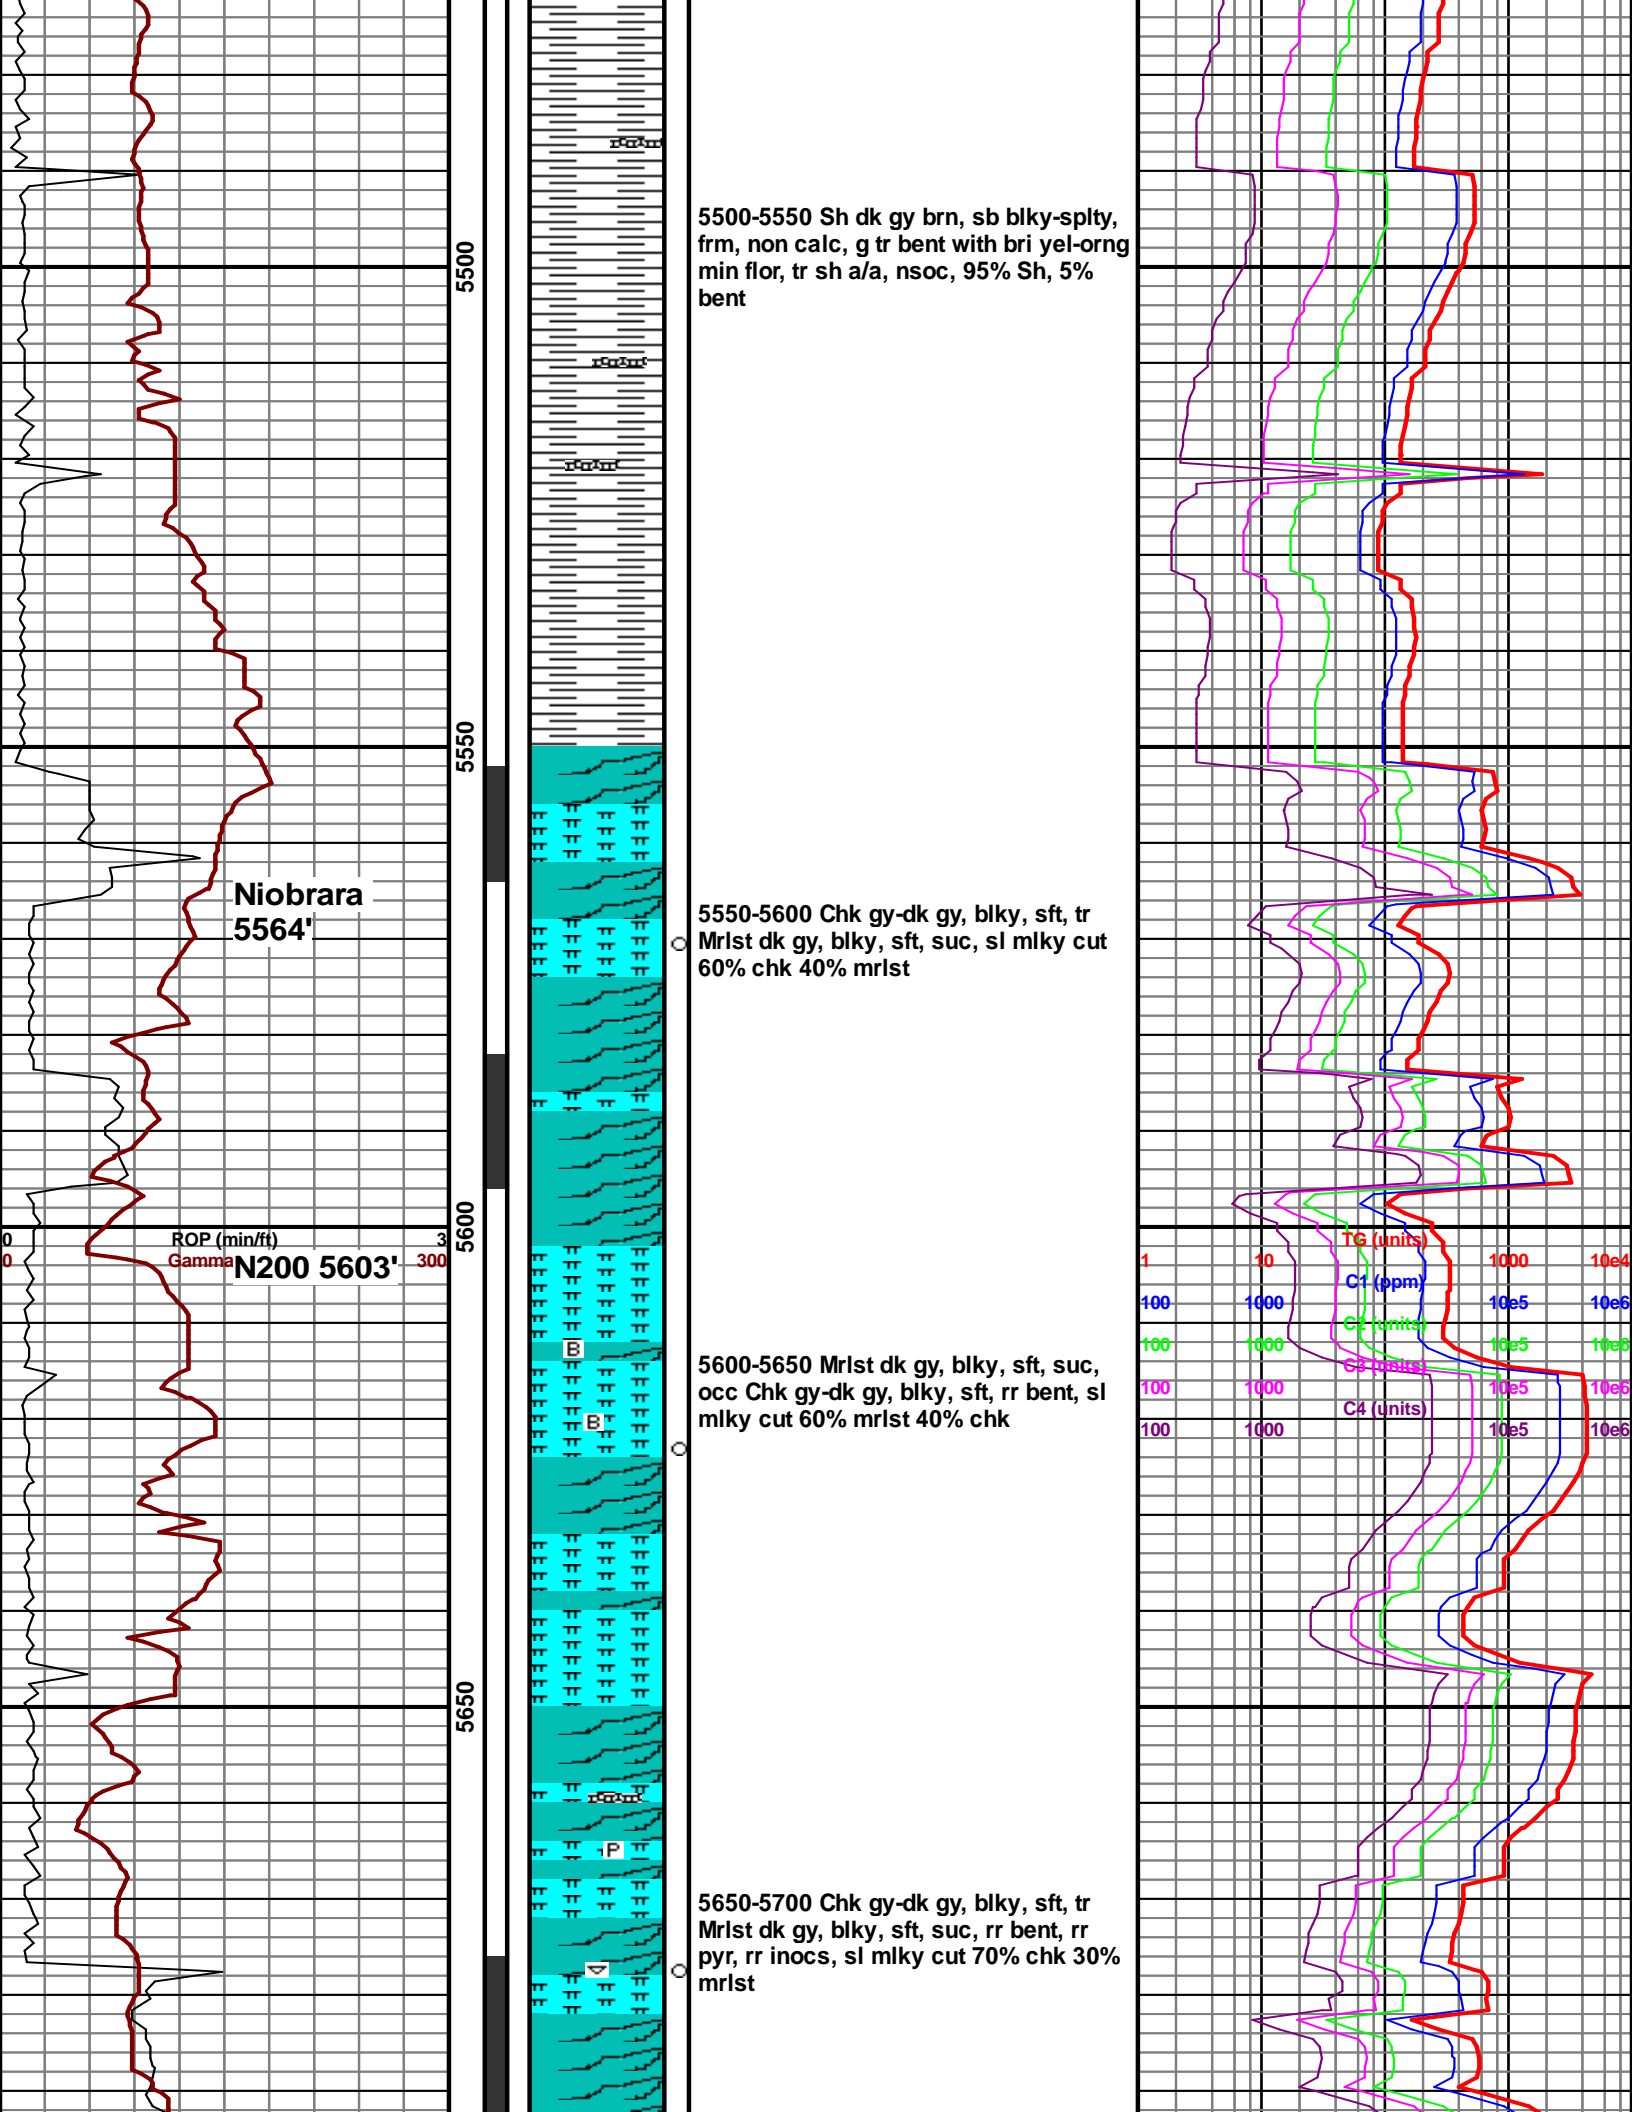 5500
5500-5550 Sh dk gy brn, sb blky-splty,
frm, non calc, g tr bent with bri yel-orng
min flor, tr sh a/a, nsoc, 95% Sh, 5%
bent
5550
Niobrara
5564'
5550-5600 Chk gy-dk gy, blky, sft, tr
Mrlst dk gy, blky, sft, suc, sl mlky cut
60% chk 40% mrlst
5600
0 ROP (min/ft) 3
0 Gamma 300
N200 5603'
TG (units)
1 10 1000 10e4
C1 (ppm)
100 1000 10e5 10e6
C2 (units)
100 1000 10e5 10e6
C3 (units)
100 1000 10e5 10e6
C4 (units)
100 1000 10e5 10e6
B
5600-5650 Mrlst dk gy, blky, sft, suc,
occ Chk gy-dk gy, blky, sft, rr bent, sl
mlky cut 60% mrlst 40% chk
B
5650
P
5650-5700 Chk gy-dk gy, blky, sft, tr
Mrlst dk gy, blky, sft, suc, rr bent, rr
pyr, rr inocs, sl mlky cut 70% chk 30%
mrlst